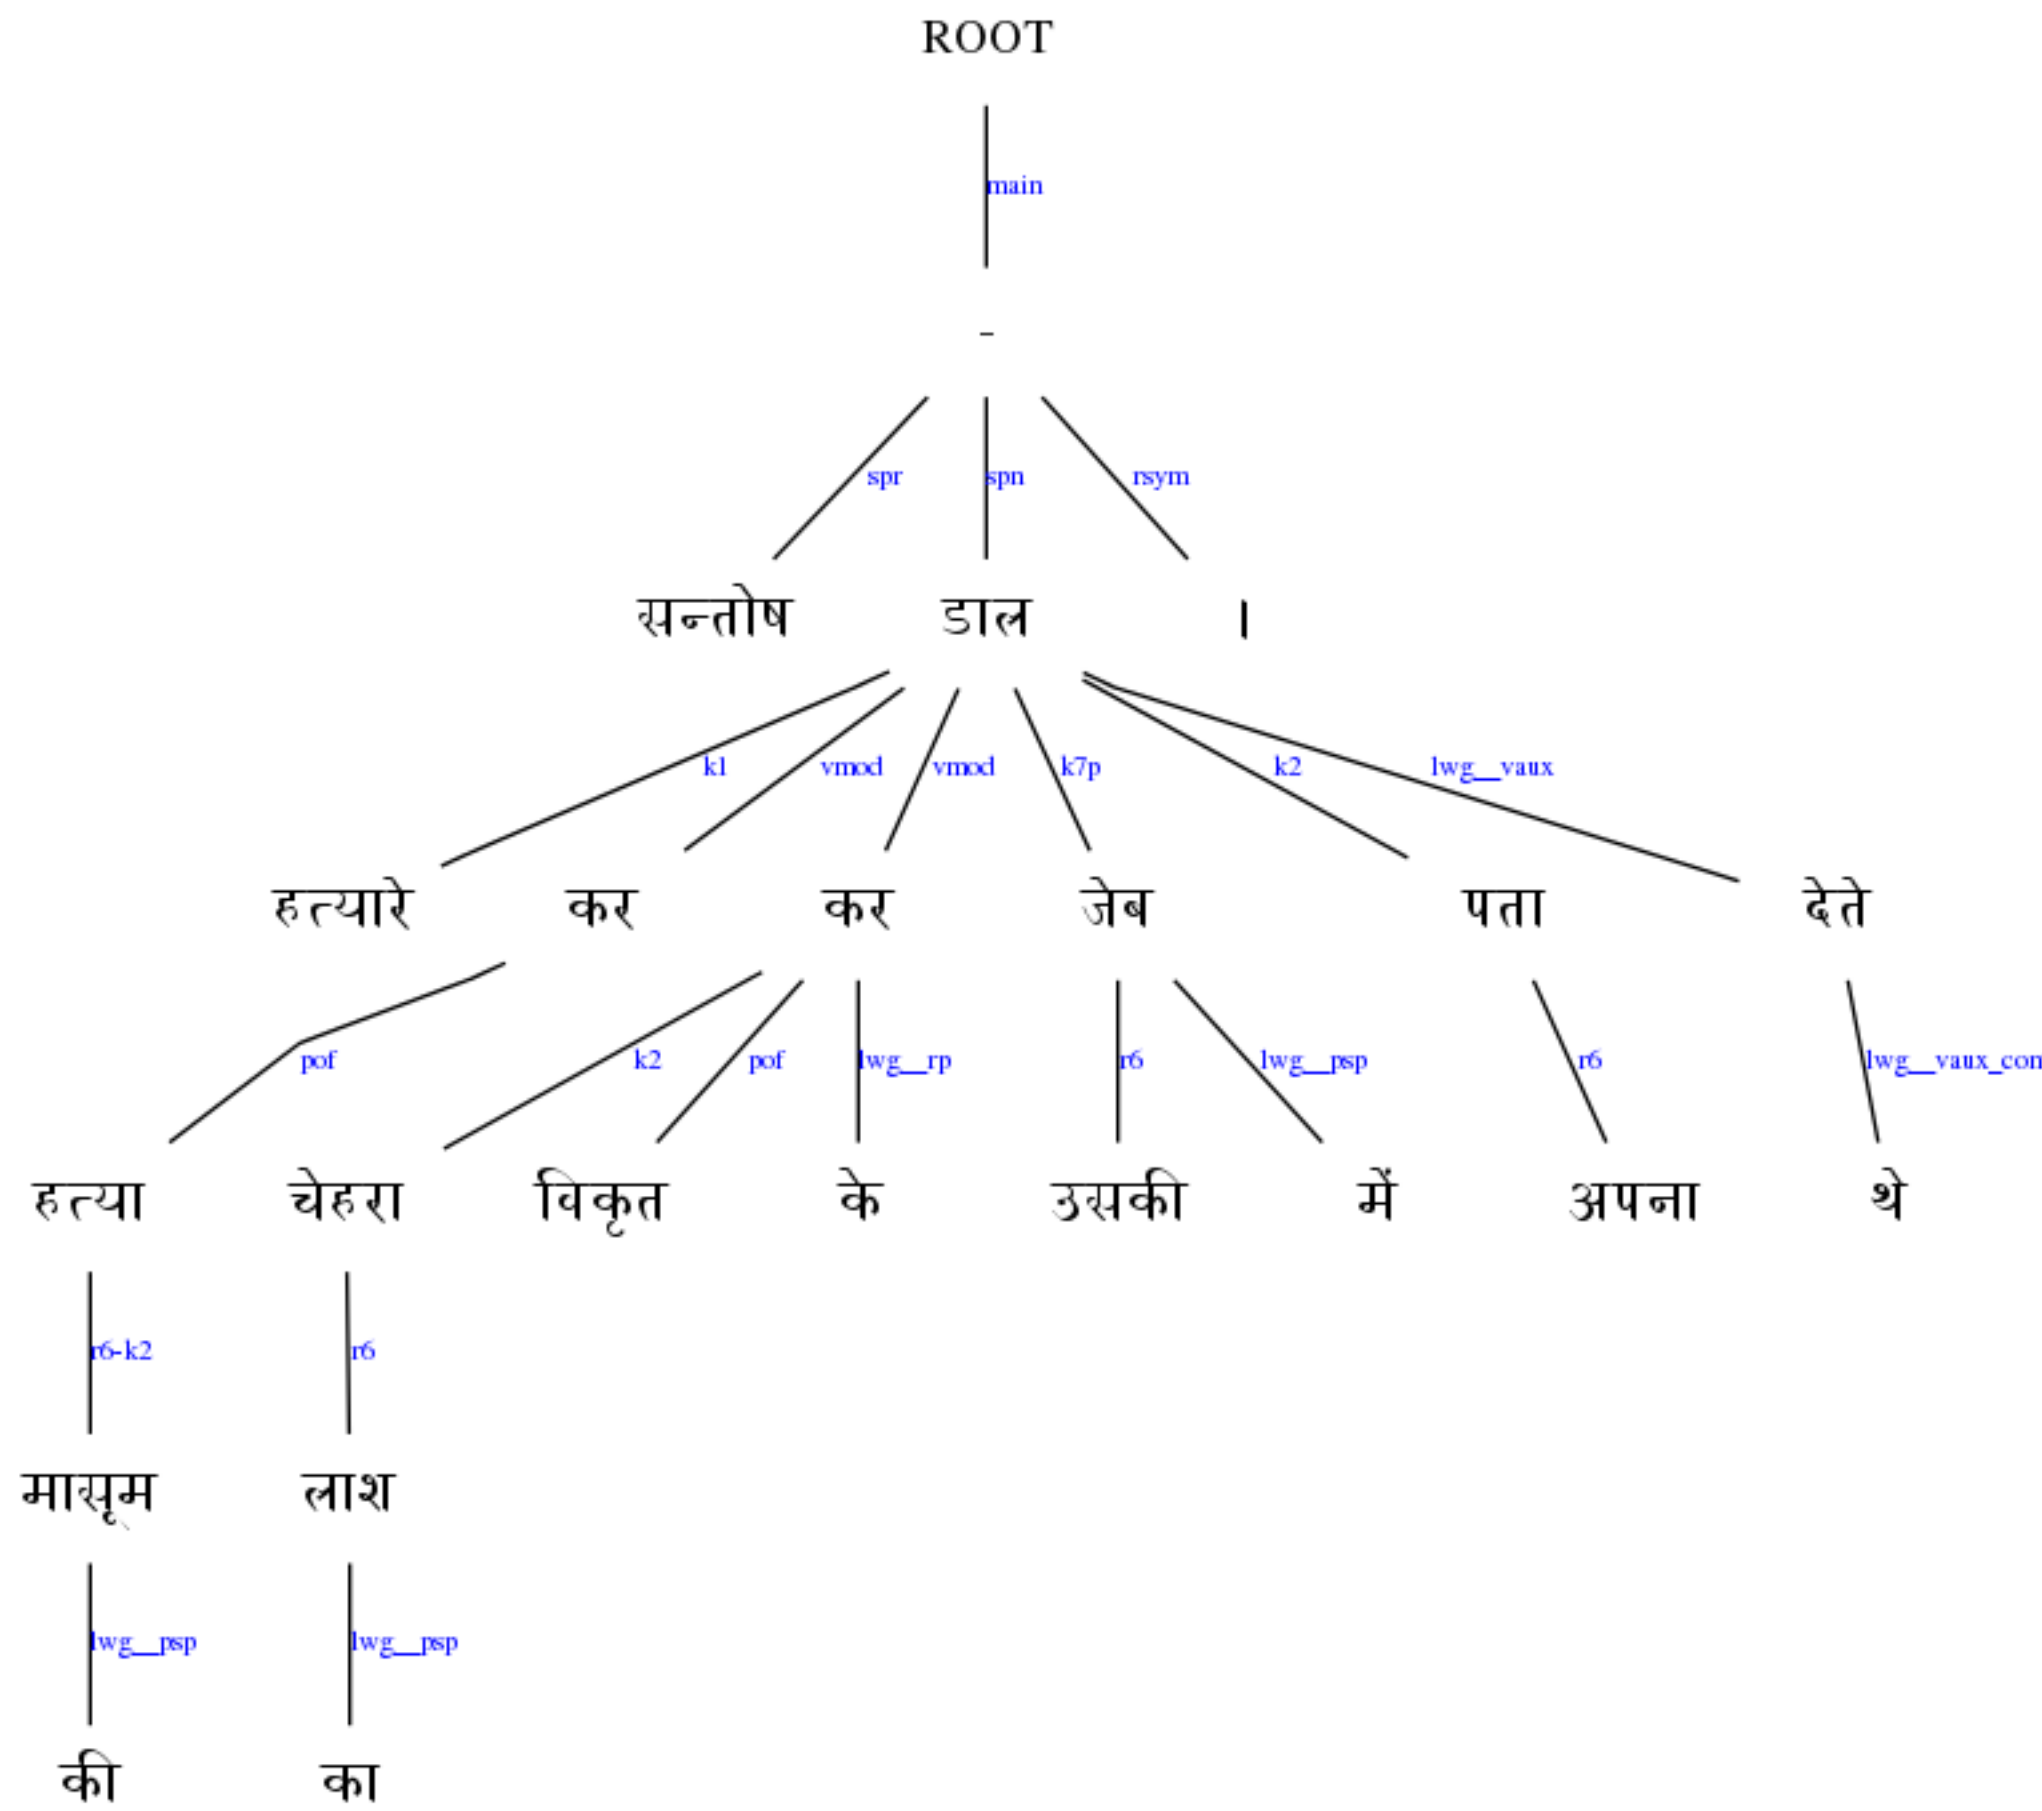 ROOT
main
-
spr spn rsym
सन्तोष डाल ।
k1 vmod vmod k7p k2 lwg__vaux
हत्यारे कर कर जेब पता देते
pof k2 pof lwg__rp r6 lwg__psp r6 lwg__vaux_con
हत्या चेहरा विकृत के उसकी में अपना थे
r6-k2 r6
मासूम लाश
lwg__psp lwg__psp
की का